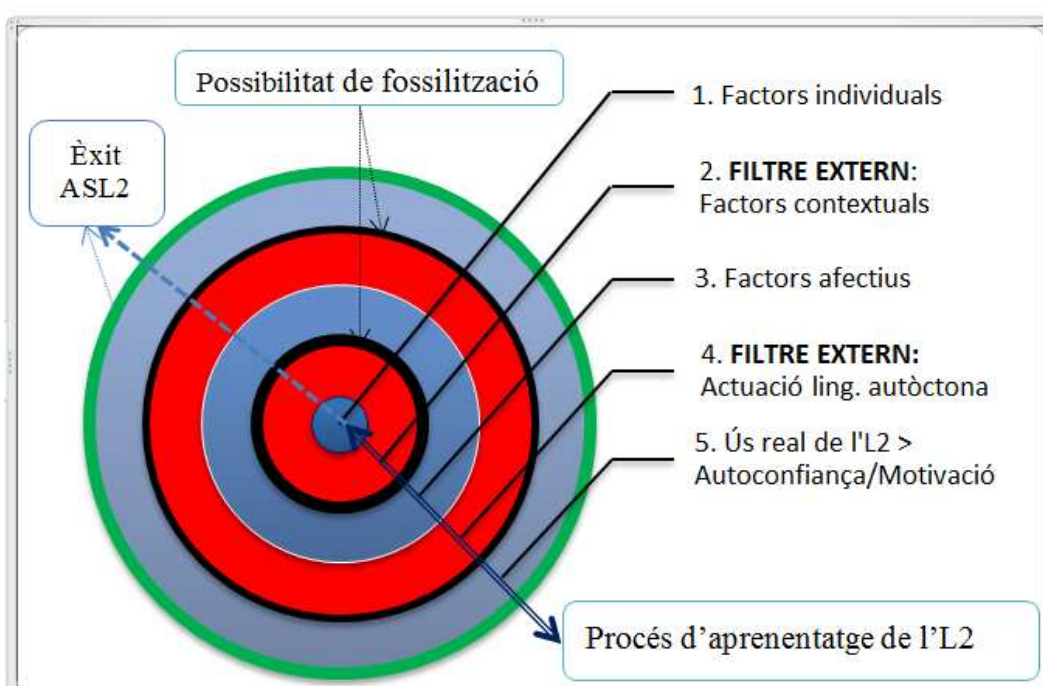 Possibilitat de fossilització
Èxit
ASL2
1. Factors individuals
2. FILTRE EXTERN:
Factors contextuals
3. Factors afectius
4. FILTRE EXTERN:
Actuació ling. autòctona
5. Ús real de l'L2 >
Autoconfiança/Motivació
Procés d’aprenentatge de l’L2